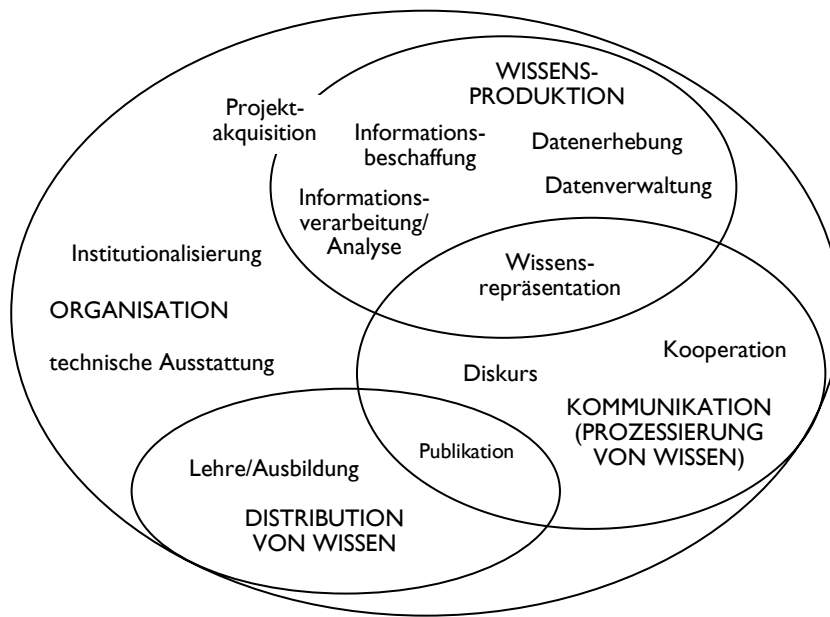 WISSENS-
PRODUKTION
Projekt-
akquisition
Informations-
beschaffung
Datenerhebung
Datenverwaltung
Informations-
verarbeitung/
Analyse
Institutionalisierung
Wissens-
repräsentation
ORGANISATION
technische Ausstattung
Kooperation
Diskurs
KOMMUNIKATION
(PROZESSIERUNG
VON WISSEN)
Publikation
Lehre/Ausbildung
DISTRIBUTION
VON WISSEN